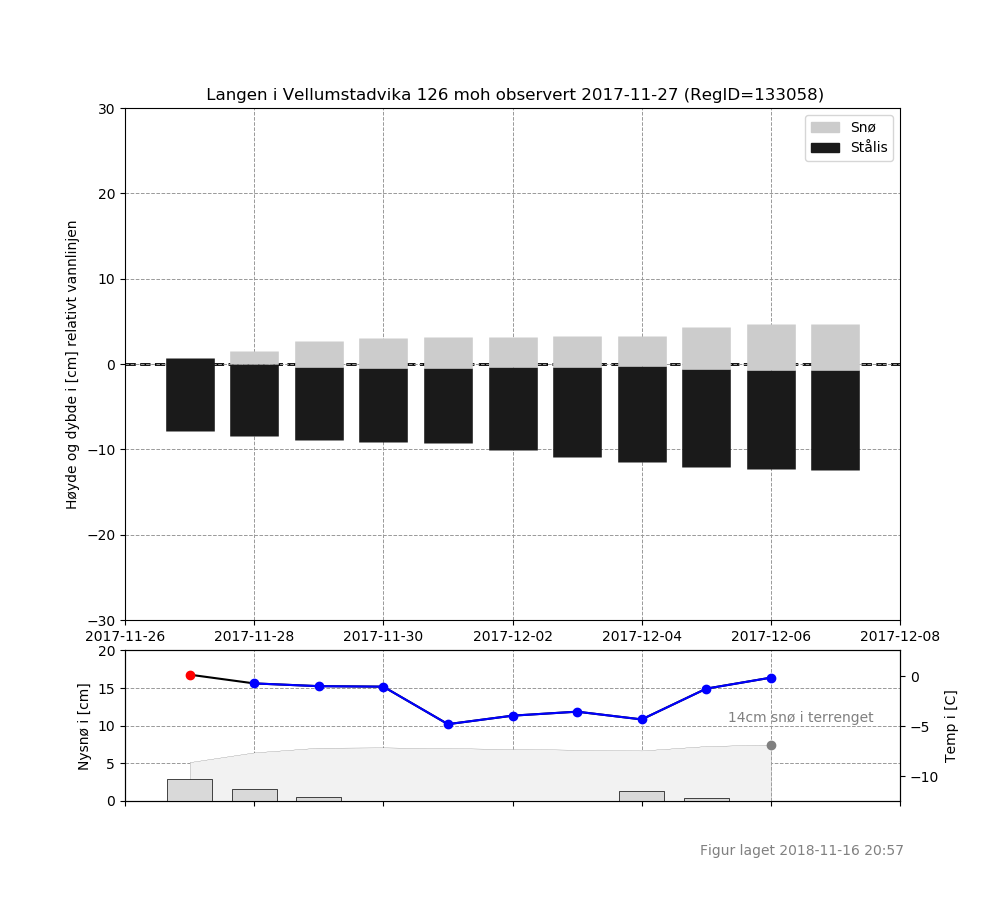 Langen i Vellumstadvika 126 moh observert 2017-11-27 (RegID=133058)
30
20
10
0
−10
−20
−30
Høyde og dybde i [cm] relativt vannlinjen
Snø
Stålis
2017-11-26 2017-11-28 2017-11-30 2017-12-02 2017-12-04 2017-12-06 2017-12-08
20
15
10
5
0
Nysnø i [cm]
14cm snø i terrenget
0
−5
−10
Temp i [C]
Figur laget 2018-11-16 20:57